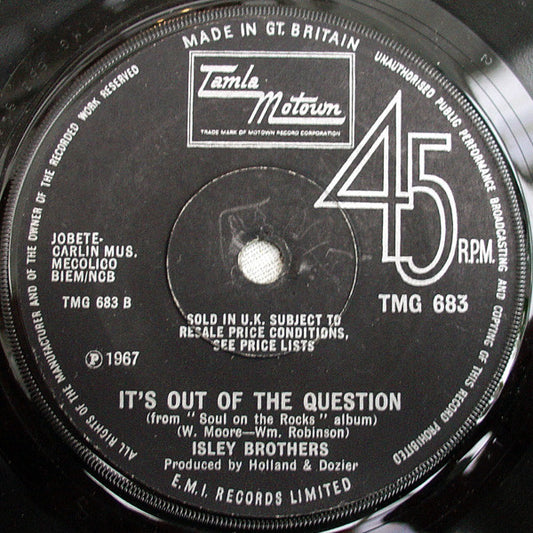 MADE IN GT. BRITAIN
UNAUTHORISED PUBLIC PERFORMANCE BROADCASTING AND COPYING OF THIS RECORD PROHIBITED
ALL RIGHTS OF THE MANUFACTURER AND OF THE OWNER OF THE RECORDED WORK RESERVED
Tamla
Motown
TRADE MARK OF MOTOWN RECORD CORPORATION
45
R.P.M.
JOBETE-
CARLIN MUS.
MECOLICO
BIEM/NCB
TMG 683 B
TMG 683
SOLD IN U.K. SUBJECT TO
RESALE PRICE CONDITIONS,
SEE PRICE LISTS
Ⓟ 1967
IT'S OUT OF THE QUESTION
(from "Soul on the Rocks" album)
(W. Moore—Wm. Robinson)
ISLEY BROTHERS
Produced by Holland & Dozier
E.M.I. RECORDS LIMITED